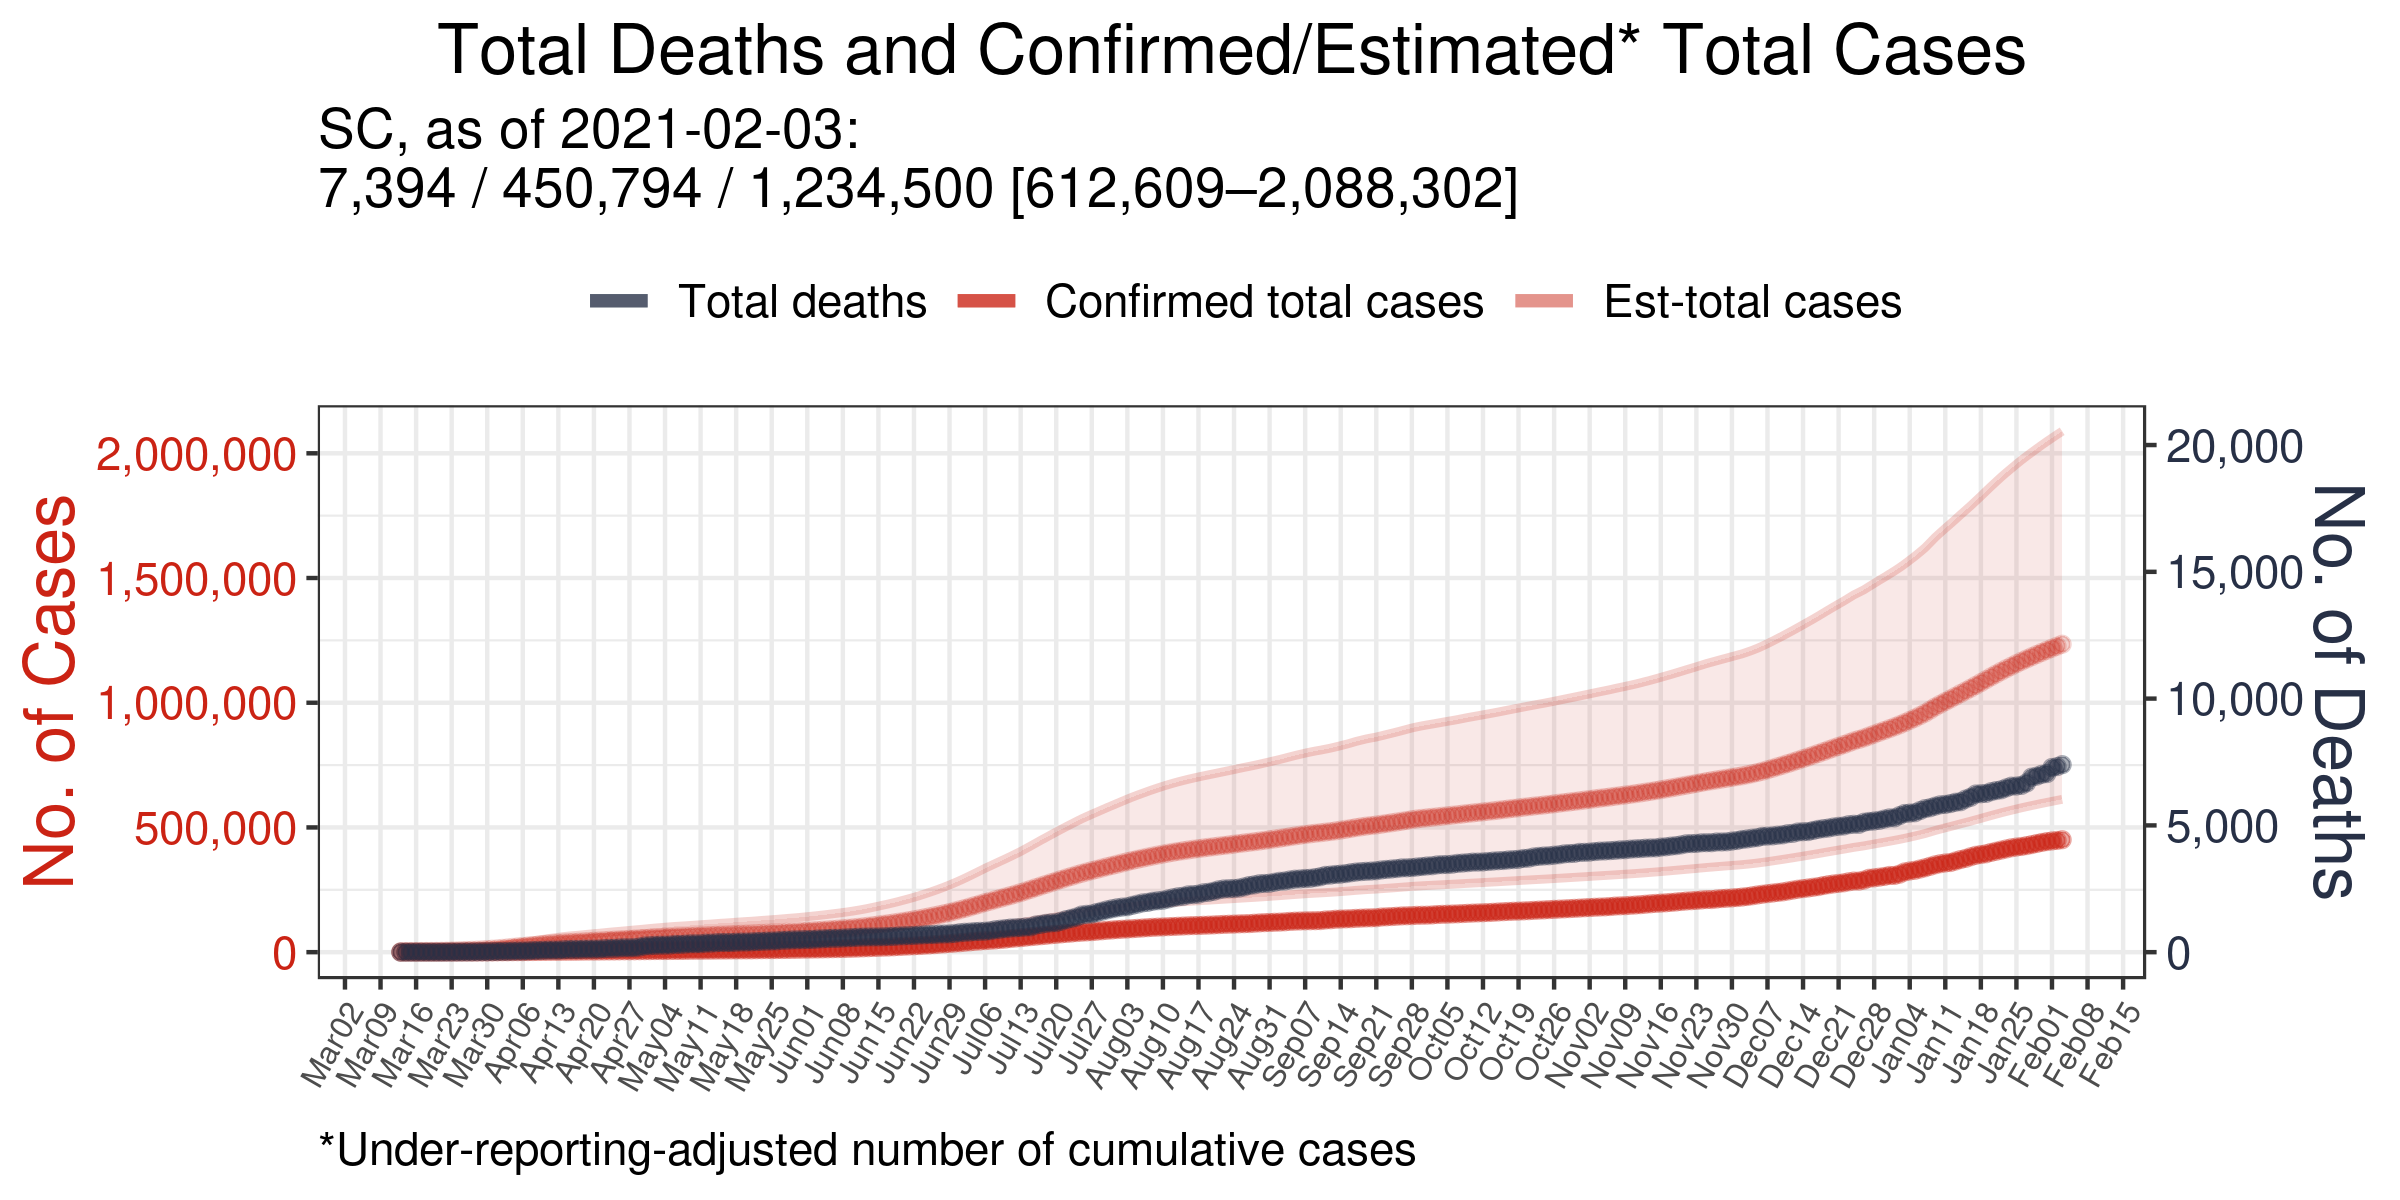 Total Deaths and Confirmed/Estimated* Total Cases
SC, as of 2021-02-03:
7,394 / 450,794 / 1,234,500 [612,609–2,088,302]
Total deaths
Confirmed total cases
Est-total cases
No. of Cases
2,000,000
1,500,000
1,000,000
500,000
0
20,000
15,000
10,000
5,000
0
No. of Deaths
Mar02
Mar09
Mar16
Mar23
Mar30
Apr06
Apr13
Apr20
Apr27
May04
May11
May18
May25
Jun01
Jun08
Jun15
Jun22
Jun29
Jul06
Jul13
Jul20
Jul27
Aug03
Aug10
Aug17
Aug24
Aug31
Sep07
Sep14
Sep21
Sep28
Oct05
Oct12
Oct19
Oct26
Nov02
Nov09
Nov16
Nov23
Nov30
Dec07
Dec14
Dec21
Dec28
Jan04
Jan11
Jan18
Jan25
Feb01
Feb08
Feb15
*Under-reporting-adjusted number of cumulative cases